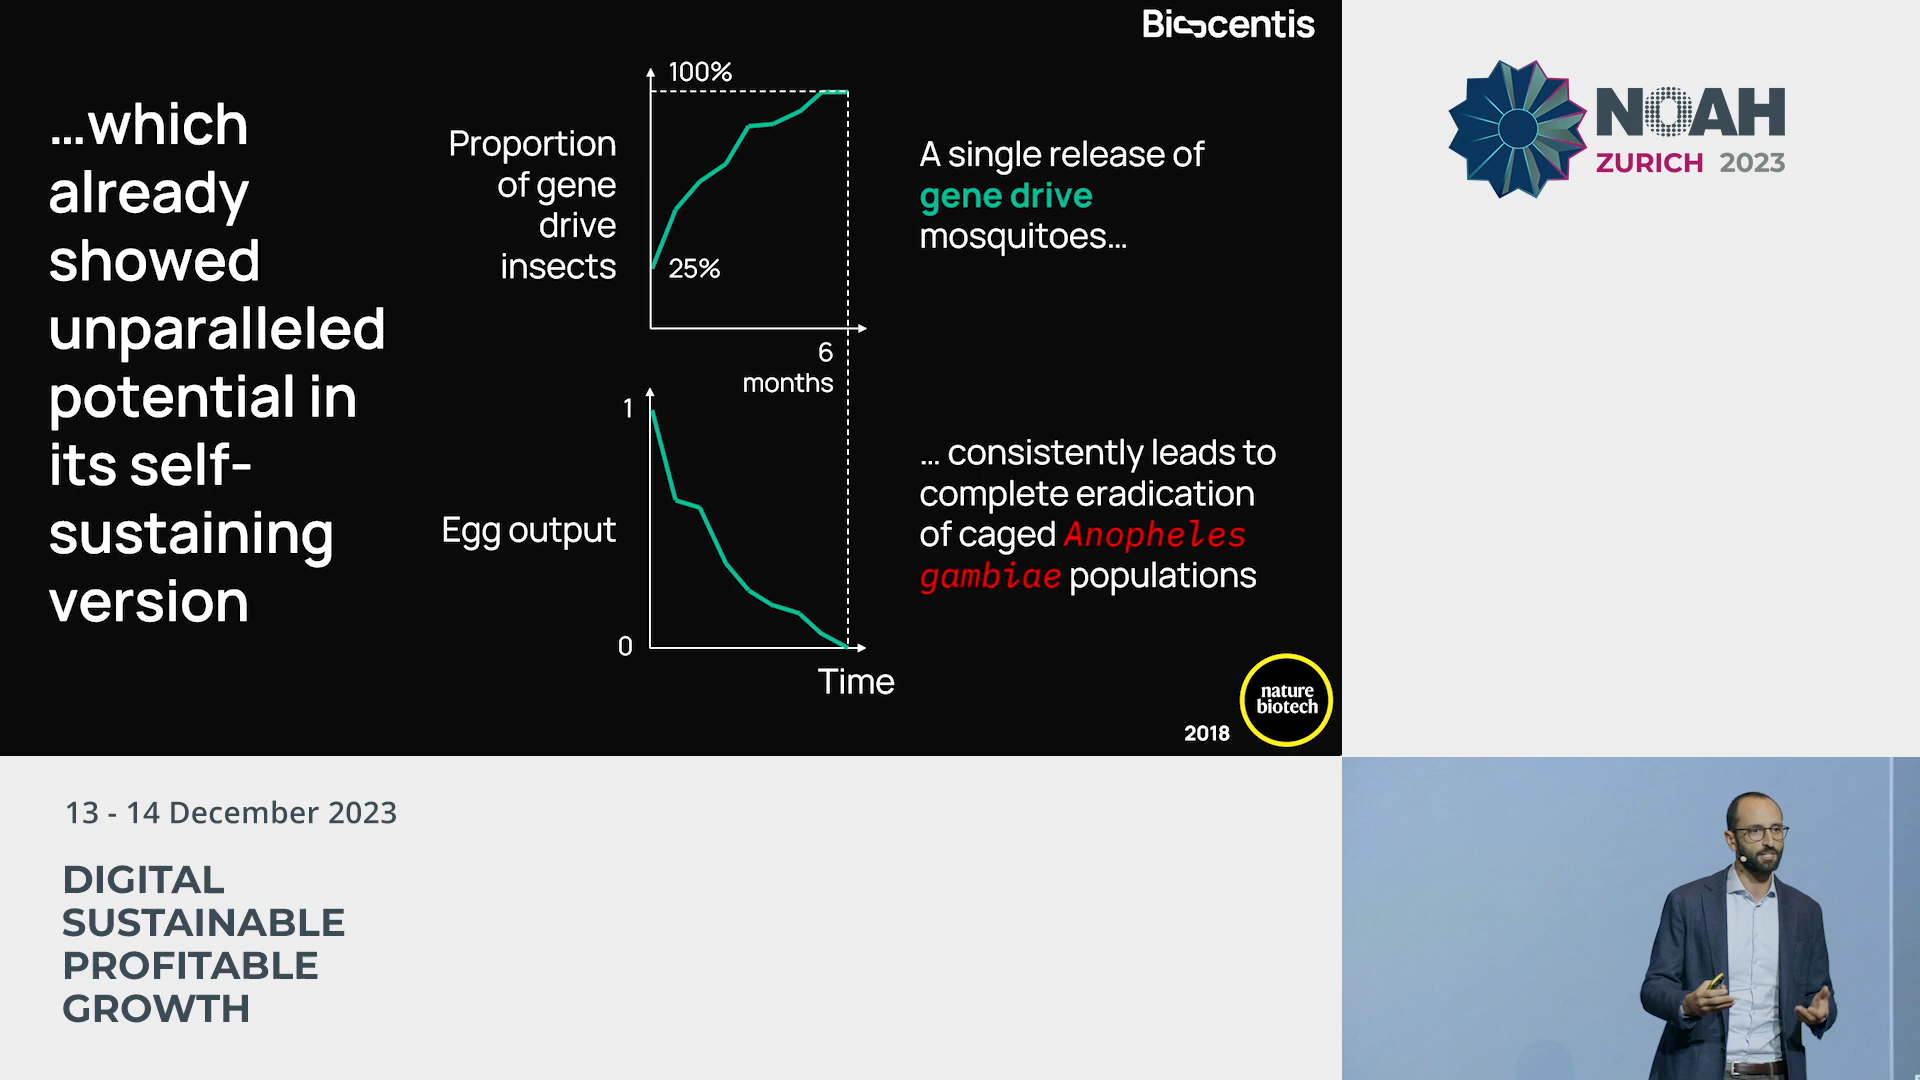 Biocentis
...which
already
showed
unparalleled
potential in
its self-
sustaining
version
Proportion
of gene
drive
insects
100%
25%
6
months
A single release of
gene drive
mosquitoes...
Egg output
1
0
Time
... consistently leads to
complete eradication
of caged Anopheles
gambiae populations
2018
nature
biotech
NOAH
ZURICH 2023
13 - 14 December 2023
DIGITAL
SUSTAINABLE
PROFITABLE
GROWTH